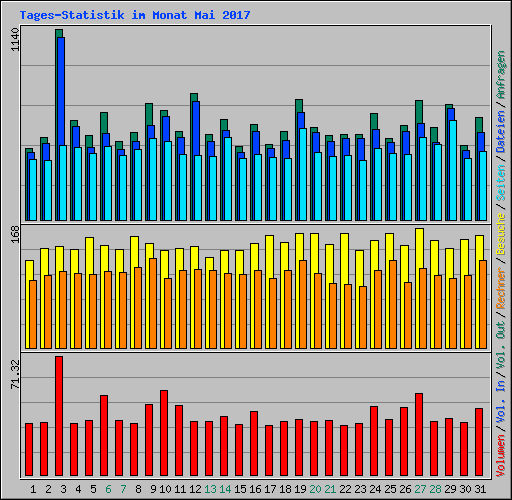 Tages-Statistik im Monat Mai 2017
1140
168
71.32
Volumen / Vol. In / Vol. Out / Rechner / Besuche / Seiten / Dateien / Anfragen
1 2 3 4 5 6 7 8 9 10 11 12 13 14 15 16 17 18 19 20 21 22 23 24 25 26 27 28 29 30 31